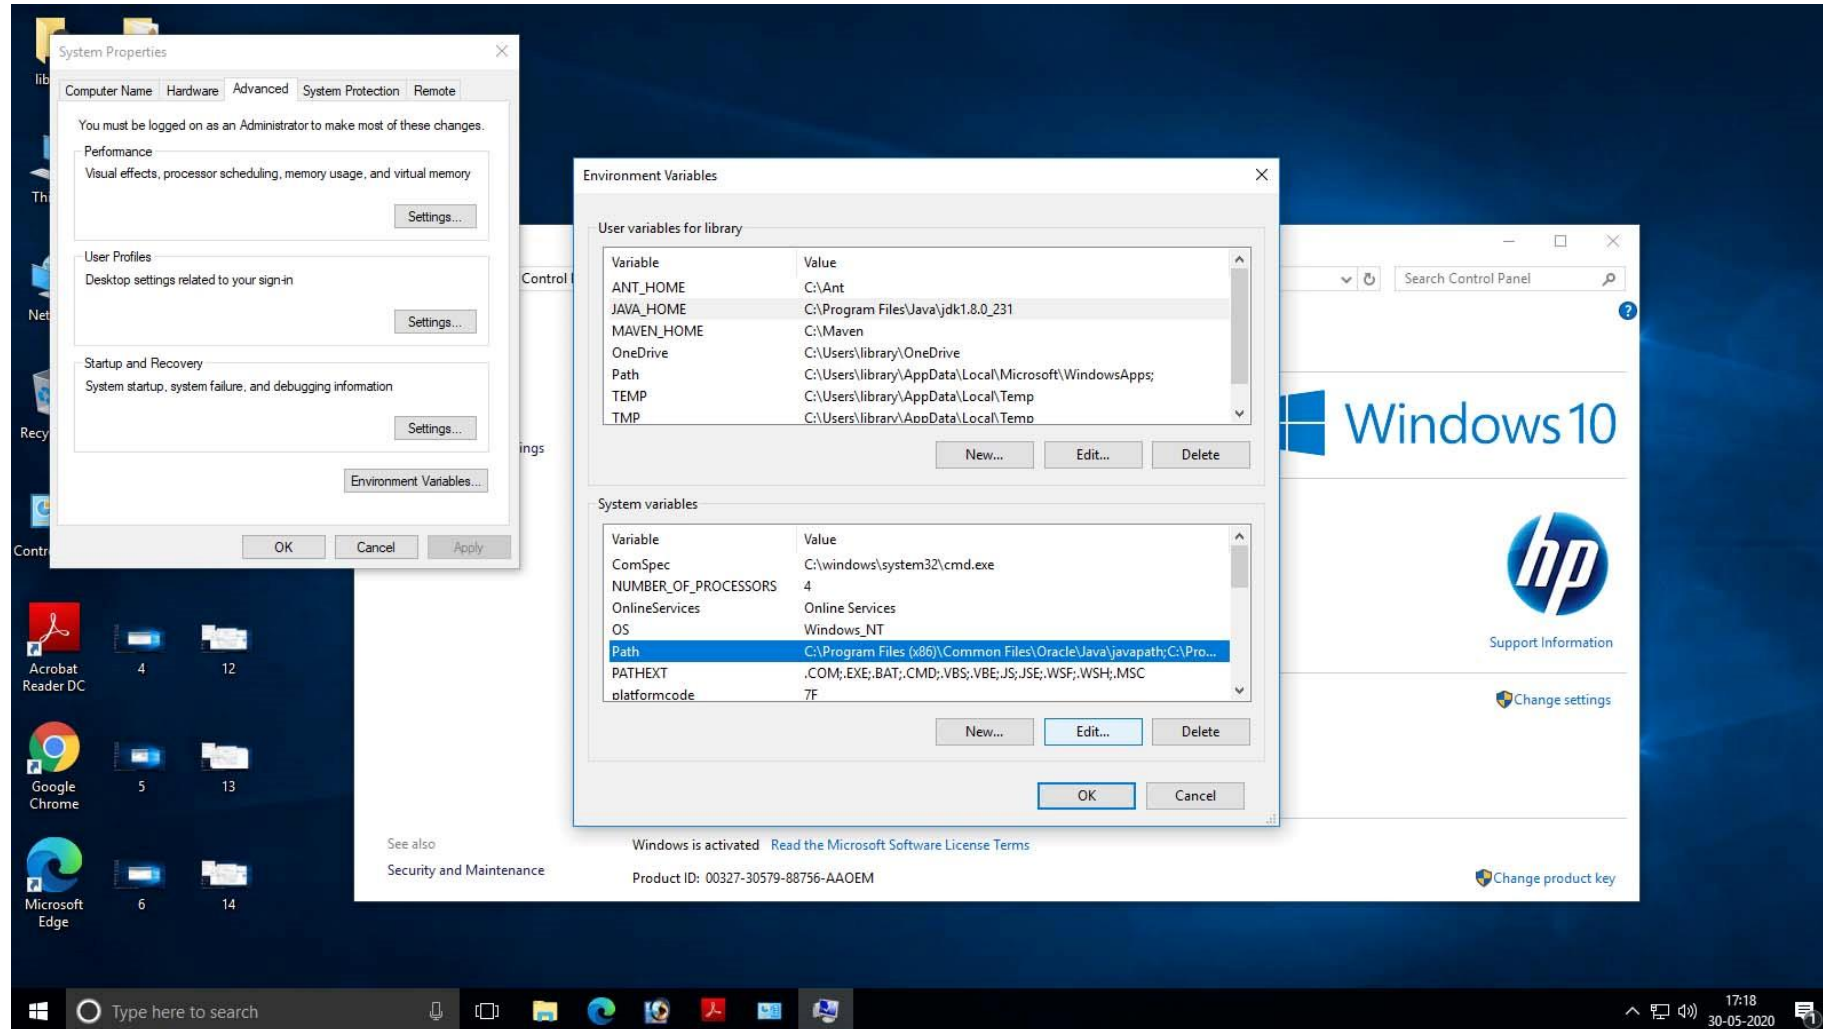 System Properties
Computer Name
Hardware
Advanced
System Protection
Remote
You must be logged on as an Administrator to make most of these changes.
Performance
Visual effects, processor scheduling, memory usage, and virtual memory
Settings...
User Profiles
Desktop settings related to your sign-in
Settings...
Startup and Recovery
System startup, system failure, and debugging information
Settings...
Environment Variables...
OK
Cancel
Apply
Environment Variables
User variables for library
Variable Value
ANT_HOME C:\Ant
JAVA_HOME C:\Program Files\Java\jdk1.8.0_231
MAVEN_HOME C:\Maven
OneDrive C:\Users\library\OneDrive
Path C:\Users\library\AppData\Local\Microsoft\WindowsApps;
TEMP C:\Users\library\AppData\Local\Temp
TMP C:\Users\library\AppData\Local\Temp
New...
Edit...
Delete
System variables
Variable Value
ComSpec C:\windows\system32\cmd.exe
NUMBER_OF_PROCESSORS 4
OnlineServices Online Services
OS Windows_NT
Path C:\Program Files (x86)\Common Files\Oracle\Java\javapath;C:\Pro...
PATHEXT .COM;.EXE;.BAT;.CMD;.VBS;.VBE;.JS;.JSE;.WSF;.WSH;.MSC
platformcode 7F
New...
Edit...
Delete
OK
Cancel
Control
Search Control Panel
ings
Windows 10
hp
Support Information
Change settings
See also
Security and Maintenance
Windows is activated Read the Microsoft Software License Terms
Product ID: 00327-30579-88756-AAOEM
Change product key
lib
Thi
Net
Recy
Contr
Acrobat
Reader DC
4
12
Google
Chrome
5
13
Microsoft
Edge
6
14
Type here to search
17:18
30-05-2020
1